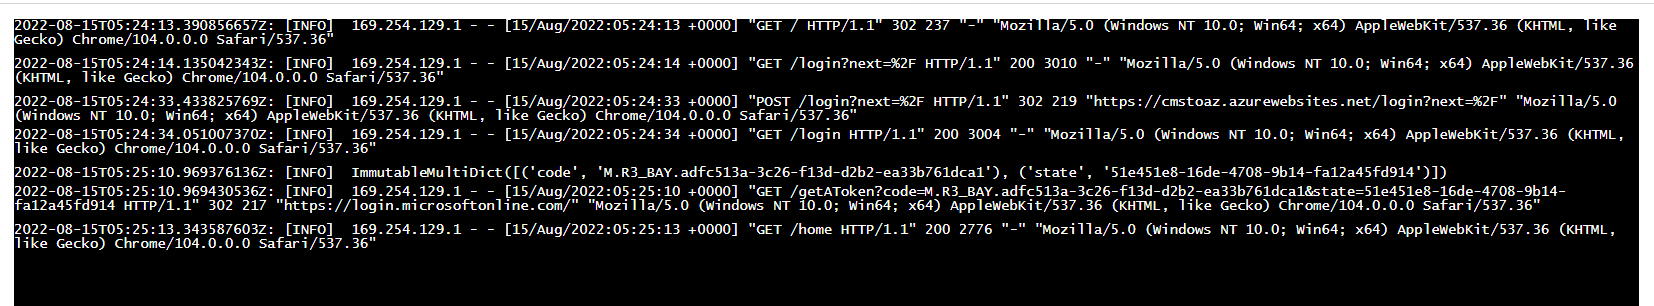 2022-08-15T05:24:13.390856657Z: [INFO]  169.254.129.1 - - [15/Aug/2022:05:24:13 +0000] "GET / HTTP/1.1" 302 237 "-" "Mozilla/5.0 (Windows NT 10.0; Win64; x64) AppleWebKit/537.36 (KHTML, like
Gecko) Chrome/104.0.0.0 Safari/537.36"
2022-08-15T05:24:14.135042343Z: [INFO]  169.254.129.1 - - [15/Aug/2022:05:24:14 +0000] "GET /login?next=%2F HTTP/1.1" 200 3010 "-" "Mozilla/5.0 (Windows NT 10.0; Win64; x64) AppleWebKit/537.36
(KHTML, like Gecko) Chrome/104.0.0.0 Safari/537.36"
2022-08-15T05:24:33.433825769Z: [INFO]  169.254.129.1 - - [15/Aug/2022:05:24:33 +0000] "POST /login?next=%2F HTTP/1.1" 302 219 "https://cmstoaz.azurewebsites.net/login?next=%2F" "Mozilla/5.0
(Windows NT 10.0; Win64; x64) AppleWebKit/537.36 (KHTML, like Gecko) Chrome/104.0.0.0 Safari/537.36"
2022-08-15T05:24:34.051007370Z: [INFO]  169.254.129.1 - - [15/Aug/2022:05:24:34 +0000] "GET /login HTTP/1.1" 200 3004 "-" "Mozilla/5.0 (Windows NT 10.0; Win64; x64) AppleWebKit/537.36 (KHTML,
like Gecko) Chrome/104.0.0.0 Safari/537.36"
2022-08-15T05:25:10.969376136Z: [INFO]  ImmutableMultiDict([('code', 'M.R3_BAY.adfc513a-3c26-f13d-d2b2-ea33b761dca1'), ('state', '51e451e8-16de-4708-9b14-fa12a45fd914')])
2022-08-15T05:25:10.969430536Z: [INFO]  169.254.129.1 - - [15/Aug/2022:05:25:10 +0000] "GET /getAToken?code=M.R3_BAY.adfc513a-3c26-f13d-d2b2-ea33b761dca1&state=51e451e8-16de-4708-9b14-
fa12a45fd914 HTTP/1.1" 302 217 "https://login.microsoftonline.com/" "Mozilla/5.0 (Windows NT 10.0; Win64; x64) AppleWebKit/537.36 (KHTML, like Gecko) Chrome/104.0.0.0 Safari/537.36"
2022-08-15T05:25:13.343587603Z: [INFO]  169.254.129.1 - - [15/Aug/2022:05:25:13 +0000] "GET /home HTTP/1.1" 200 2776 "-" "Mozilla/5.0 (Windows NT 10.0; Win64; x64) AppleWebKit/537.36 (KHTML,
like Gecko) Chrome/104.0.0.0 Safari/537.36"